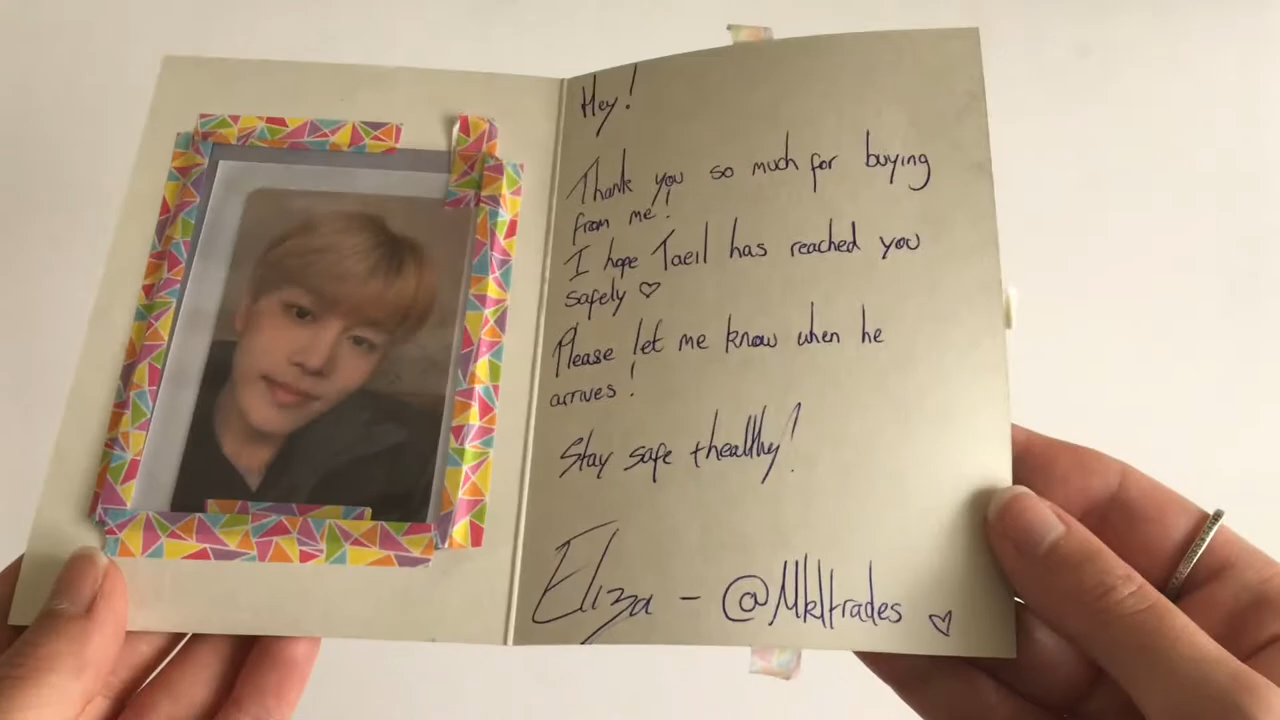 Hey!
Thank you so much for buying
from me!
I hope Taeil has reached you
safely ♡
Please let me know when he
arrives!
Stay safe + healthy!
Eliza - @Mkltrades ♡